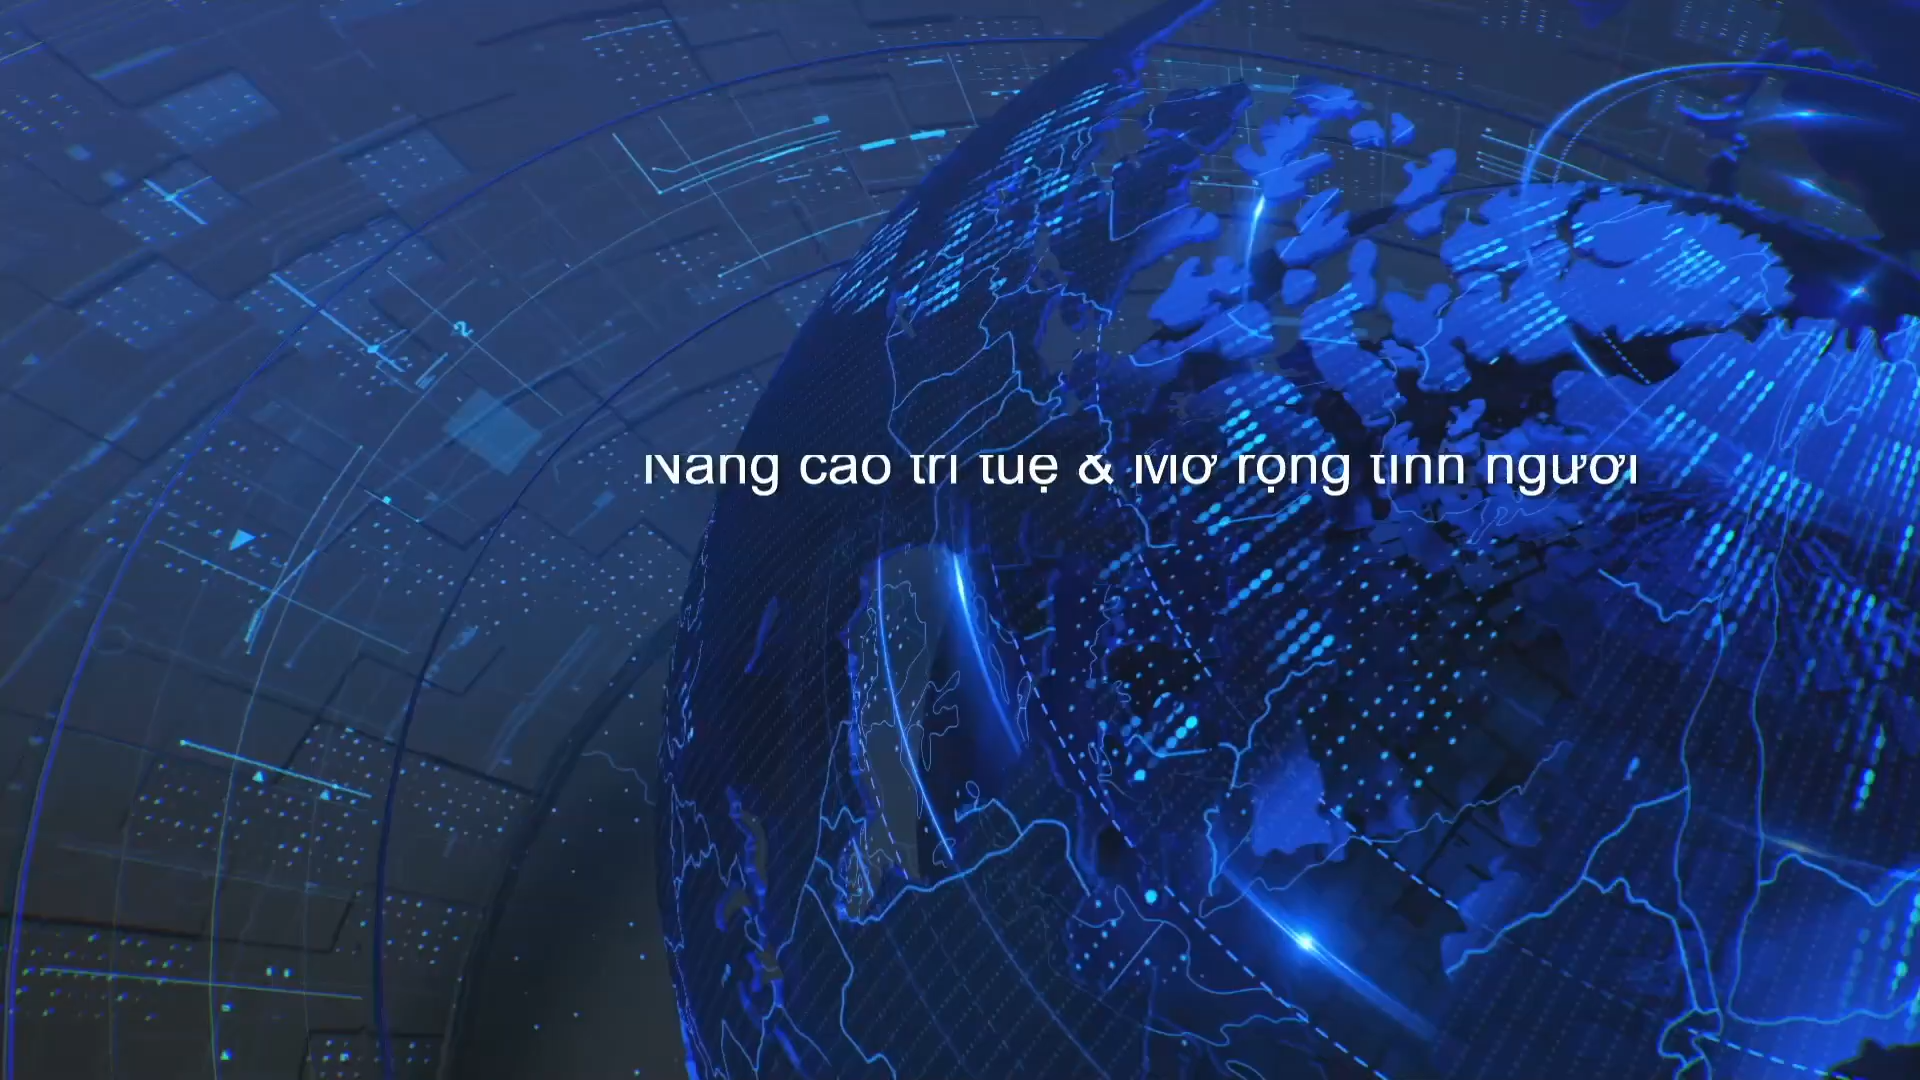 Nâng cao trí tuệ & Mở rộng tình người